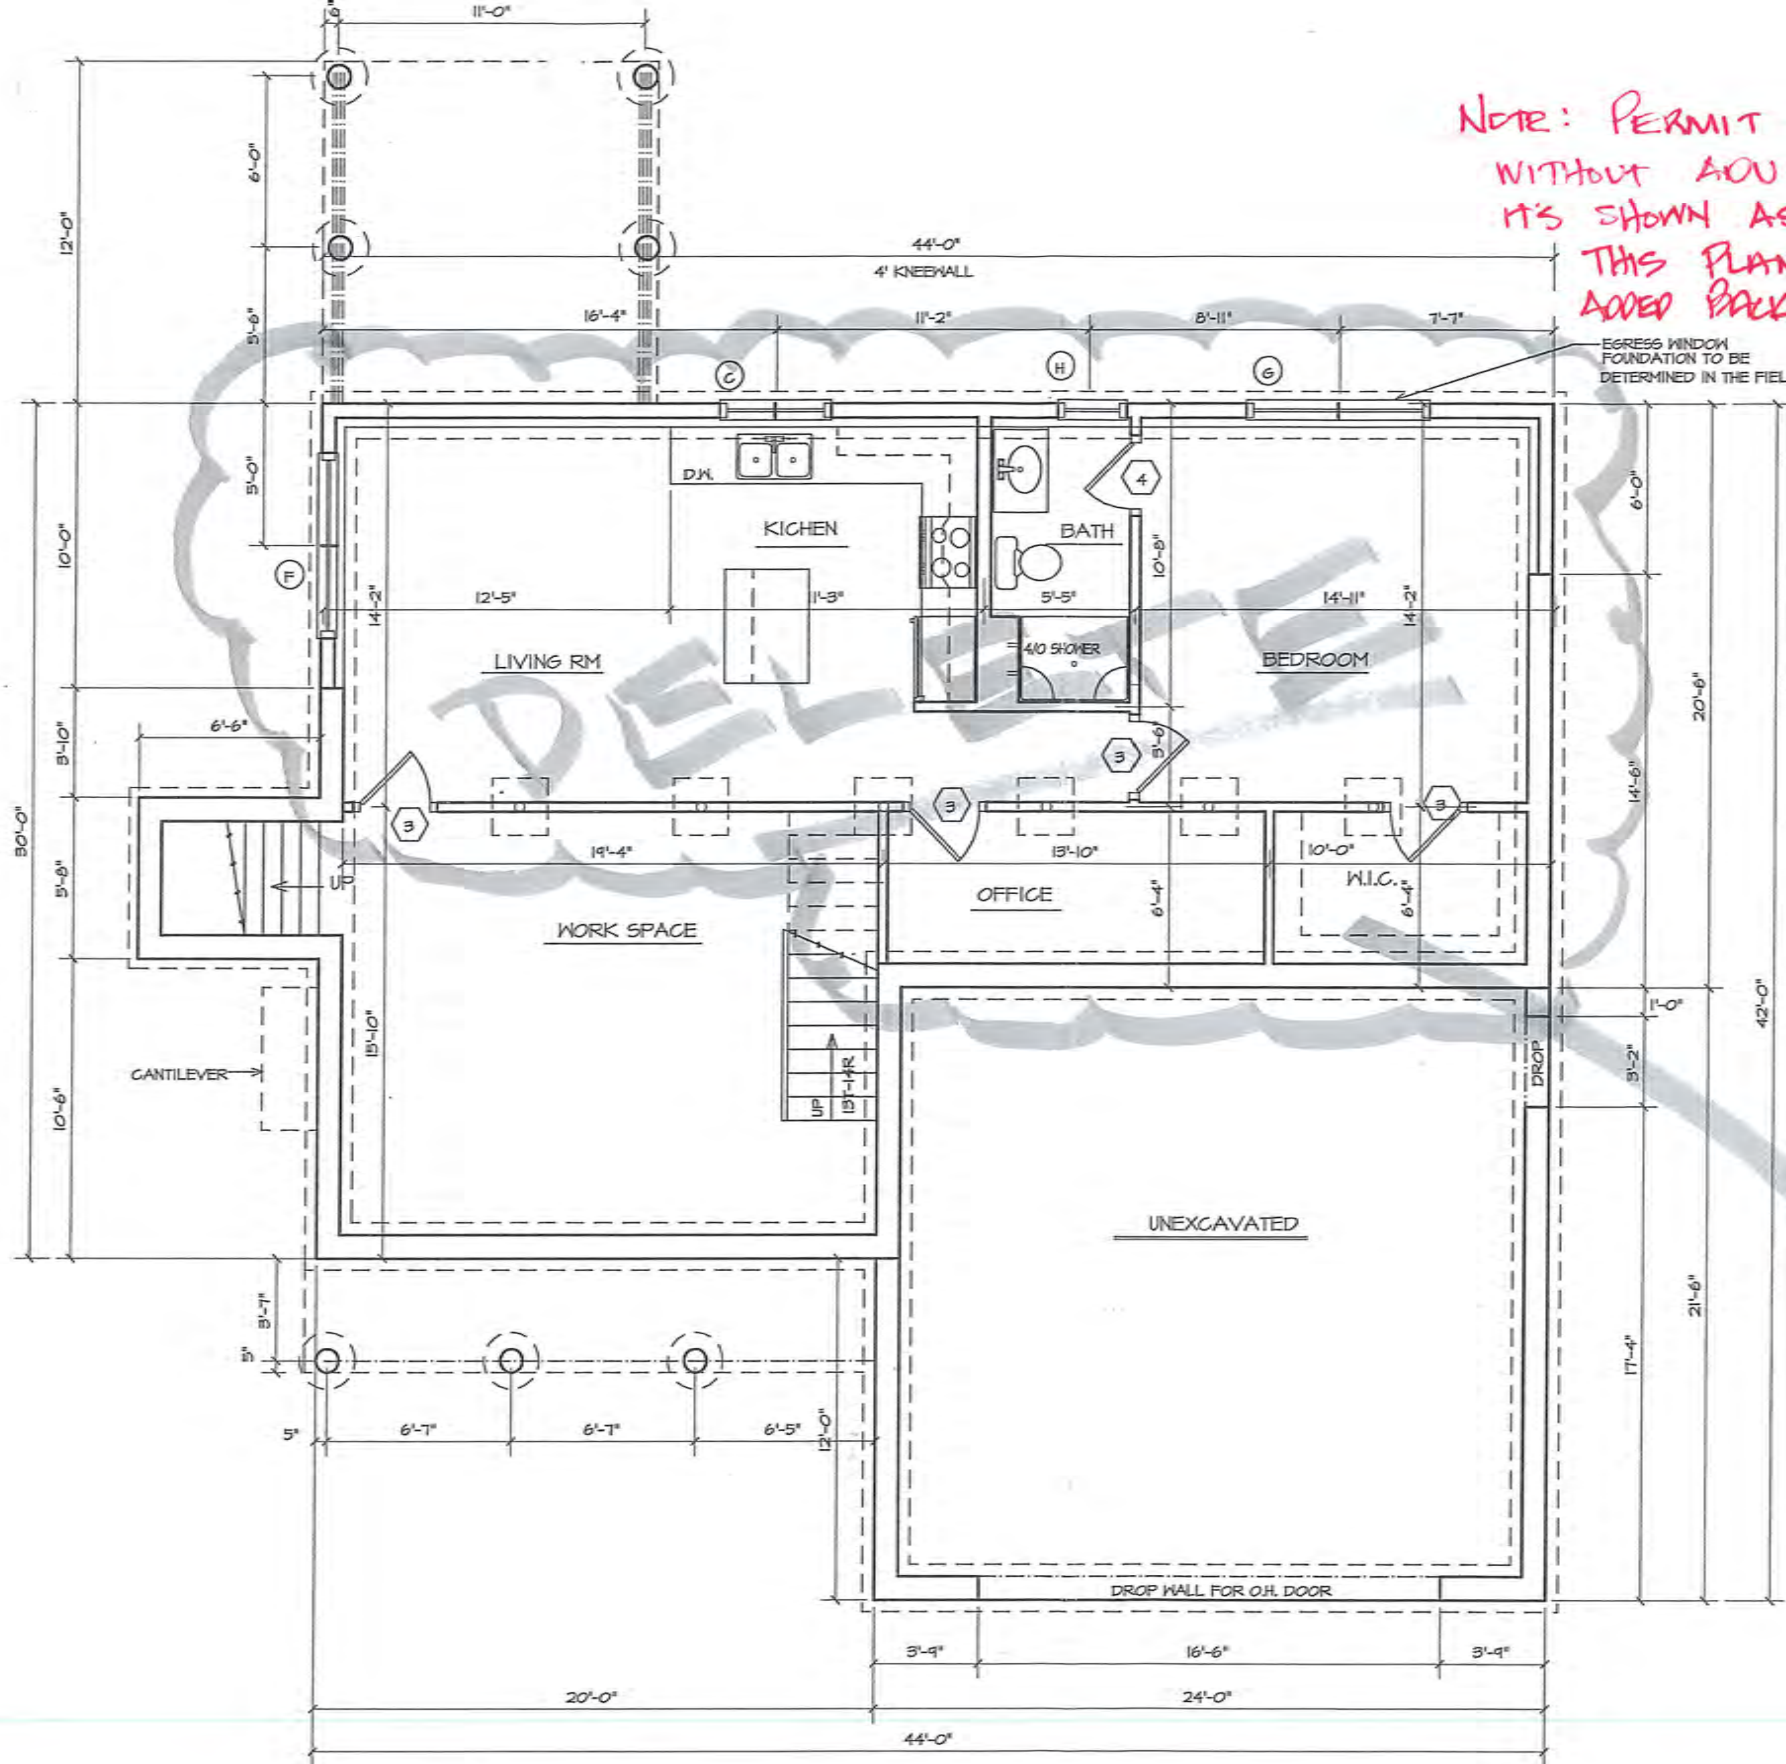 6"
11'-0"
12'-0"
6'-0"
5'-6"
NOTE: PERMIT
WITHOUT ADU
IT'S SHOWN AS
THIS PLAN
ADDED BACK
44'-0"
4' KNEEWALL
16'-4"
11'-2"
8'-11"
7'-7"
EGRESS WINDOW
FOUNDATION TO BE
DETERMINED IN THE FIEL
C
H
G
F
5'-0"
10'-0"
3'-10"
30'-0"
5'-8"
10'-6"
6'-6"
D.W.
KICHEN
BATH
4
10'-8"
6'-0"
12'-5"
14'-2"
11'-3"
5'-5"
14'-11"
14'-2"
LIVING RM
4/0 SHOWER
BEDROOM
DELETE
20'-6"
14'-6"
3'-6"
3
3
3
3
19'-4"
13'-10"
10'-0"
UP
W.I.C.
OFFICE
6'-4"
6'-4"
WORK SPACE
1'-0"
42'-0"
CANTILEVER
15'-10"
UP
13T-14R
DROP
3'-2"
UNEXCAVATED
21'-6"
17'-4"
3'-7"
5"
5"
6'-7"
6'-7"
6'-5"
12'-0"
DROP WALL FOR O.H. DOOR
3'-9"
16'-6"
3'-9"
20'-0"
24'-0"
44'-0"